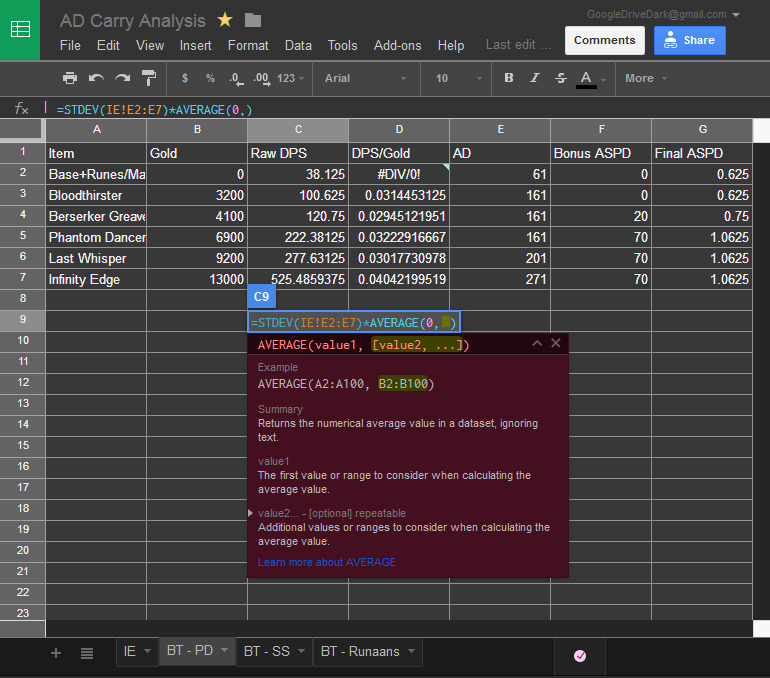 AD Carry Analysis
GoogleDriveDark@gmail.com
File Edit View Insert Format Data Tools Add-ons Help Last edit ...
Comments Share
$ % .0 .00 123 Arial 10 B I S A More
fx =STDEV(IE!E2:E7)*AVERAGE(0,)
A B C D E F G
1 Item Gold Raw DPS DPS/Gold AD Bonus ASPD Final ASPD
2 Base+Runes/Ma 0 38.125 #DIV/0! 61 0 0.625
3 Bloodthirster 3200 100.625 0.0314453125 161 0 0.625
4 Berserker Greave 4100 120.75 0.02945121951 161 20 0.75
5 Phantom Dancer 6900 222.38125 0.03222916667 161 70 1.0625
6 Last Whisper 9200 277.63125 0.03017730978 201 70 1.0625
7 Infinity Edge 13000 525.4859375 0.04042199519 271 70 1.0625
8 C9
9 =STDEV(IE!E2:E7)*AVERAGE(0, )
10 AVERAGE(value1, [value2, ...])
11 Example
12 AVERAGE(A2:A100, B2:B100)
13 Summary
14 Returns the numerical average value in a dataset, ignoring
text.
15
16 value1
The first value or range to consider when calculating the
17 average value.
18 value2... - [optional] repeatable
19 Additional values or ranges to consider when calculating the
20 average value.
21 Learn more about AVERAGE
22
23
+ IE BT - PD BT - SS BT - Runaans